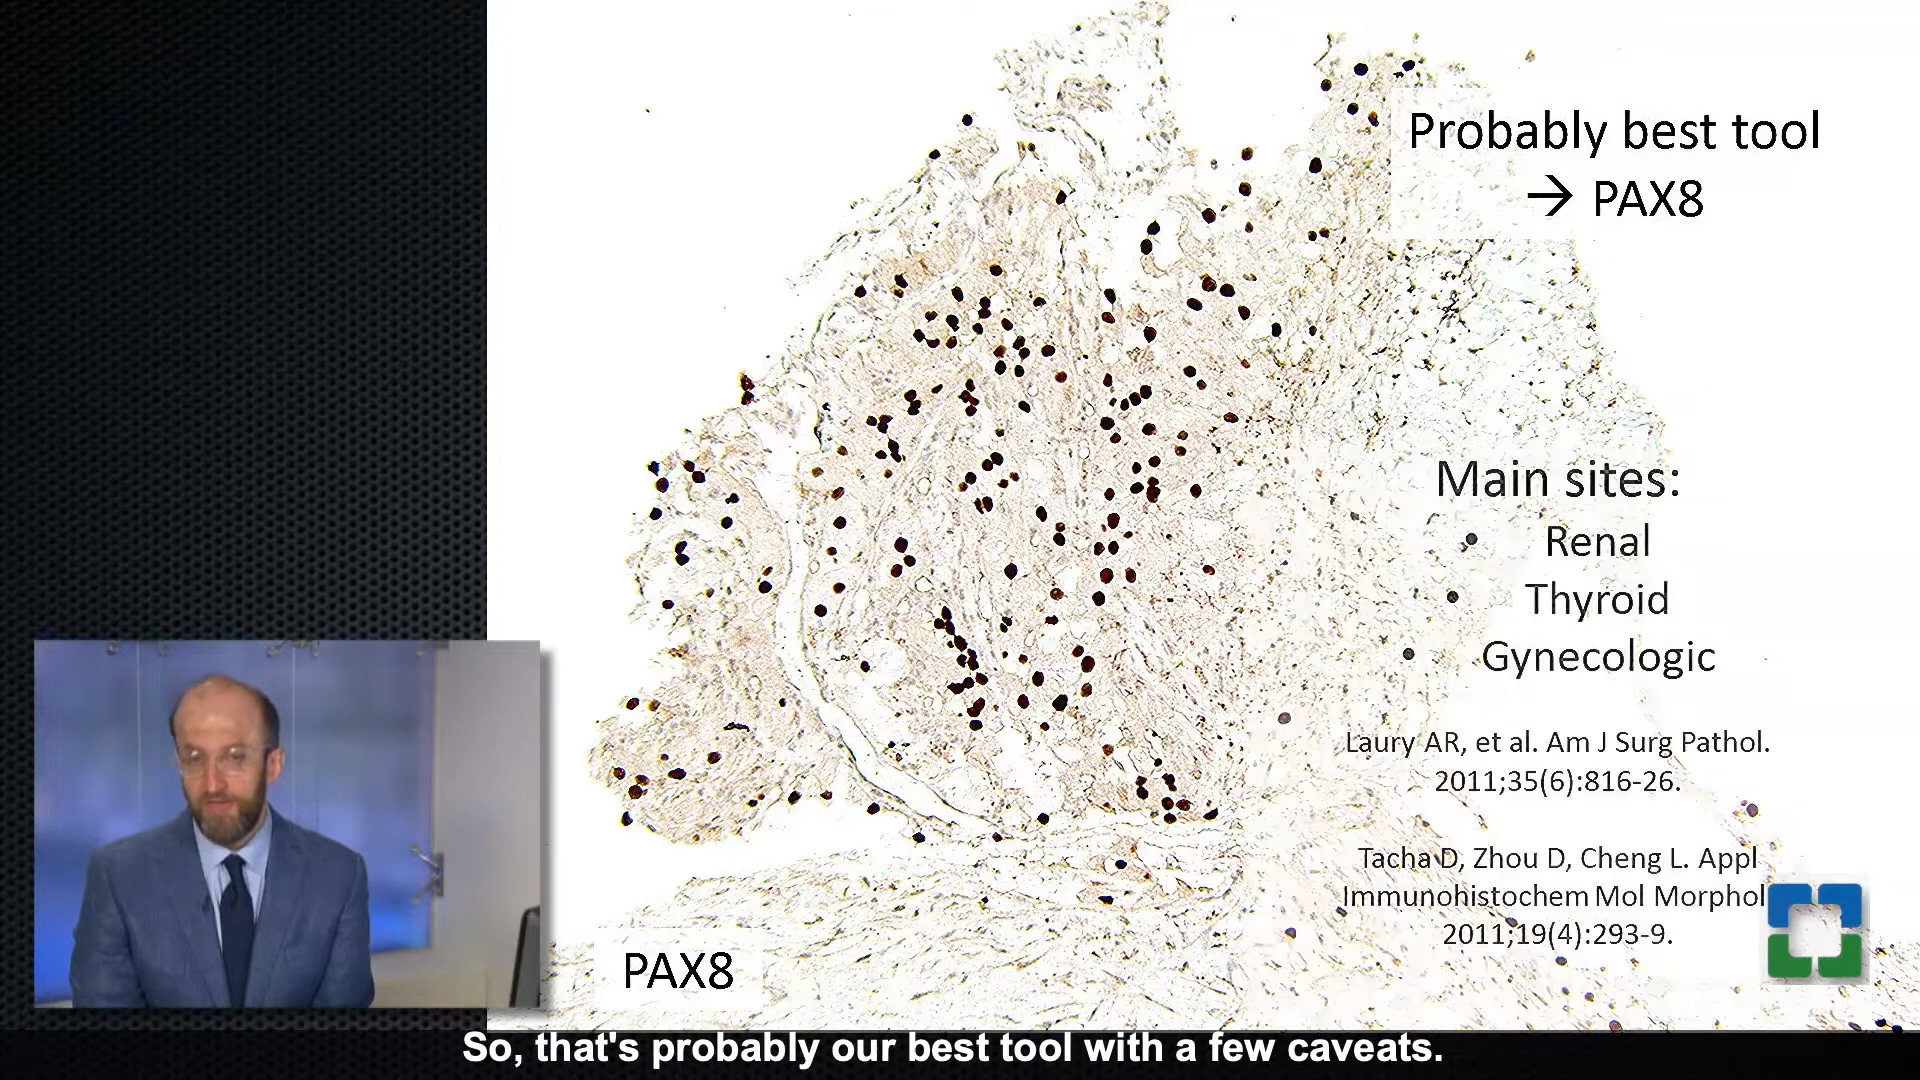 Probably best tool
→ PAX8
Main sites:
• Renal
• Thyroid
• Gynecologic
Laury AR, et al. Am J Surg Pathol.
2011;35(6):816-26.
Tacha D, Zhou D, Cheng L. Appl
Immunohistochem Mol Morphol
2011;19(4):293-9.
PAX8
So, that's probably our best tool with a few caveats.